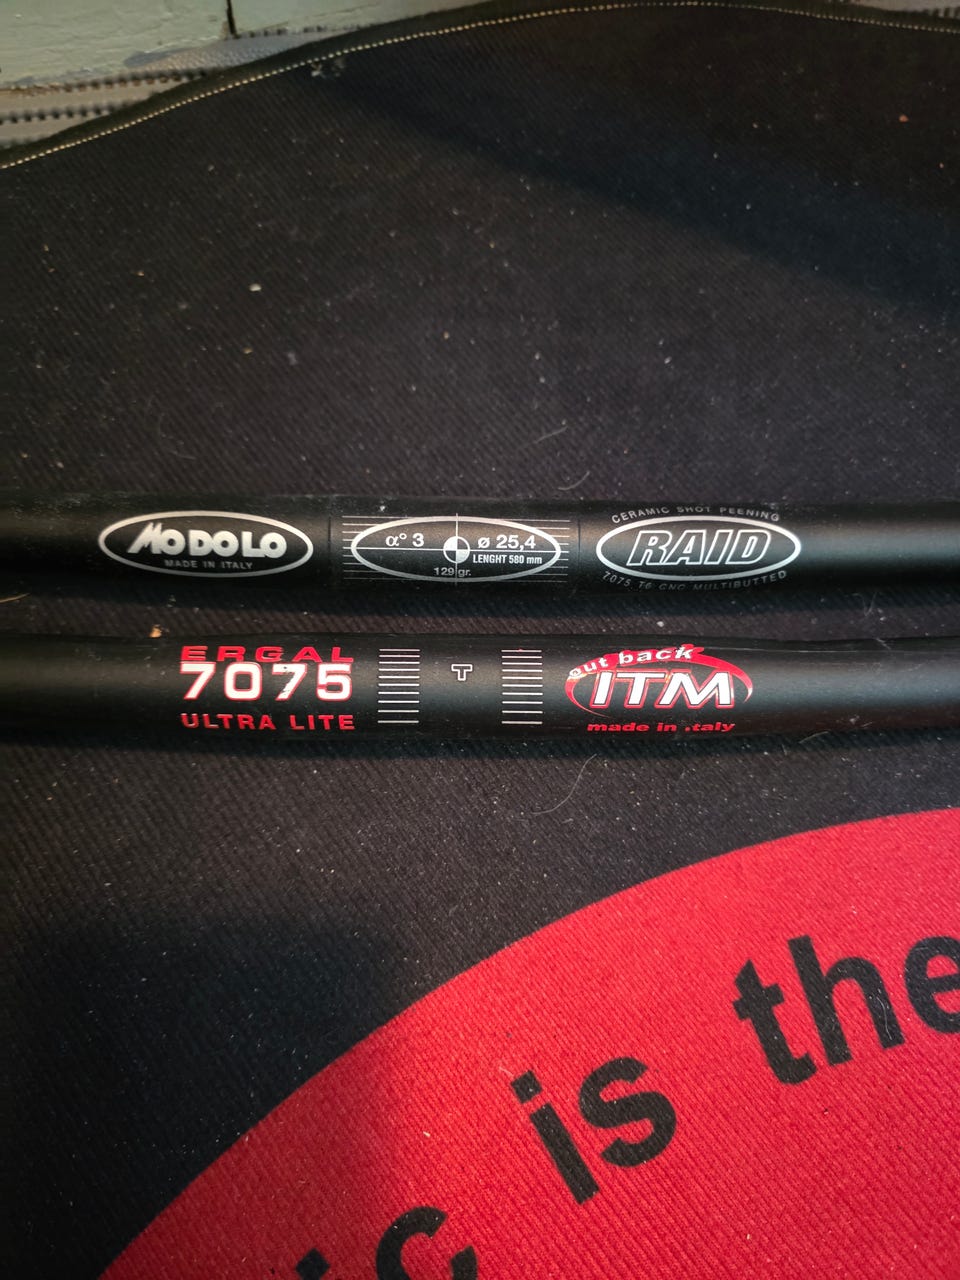 MODOLO
MADE IN ITALY
α° 3
ø 25,4
LENGHT 580 mm
129 gr.
CERAMIC SHOT PEENING
RAID
7075 T6 CNC MULTIBUTTED
ERGAL
7075
ULTRA LITE
T
out back
ITM
made in .taly
is the